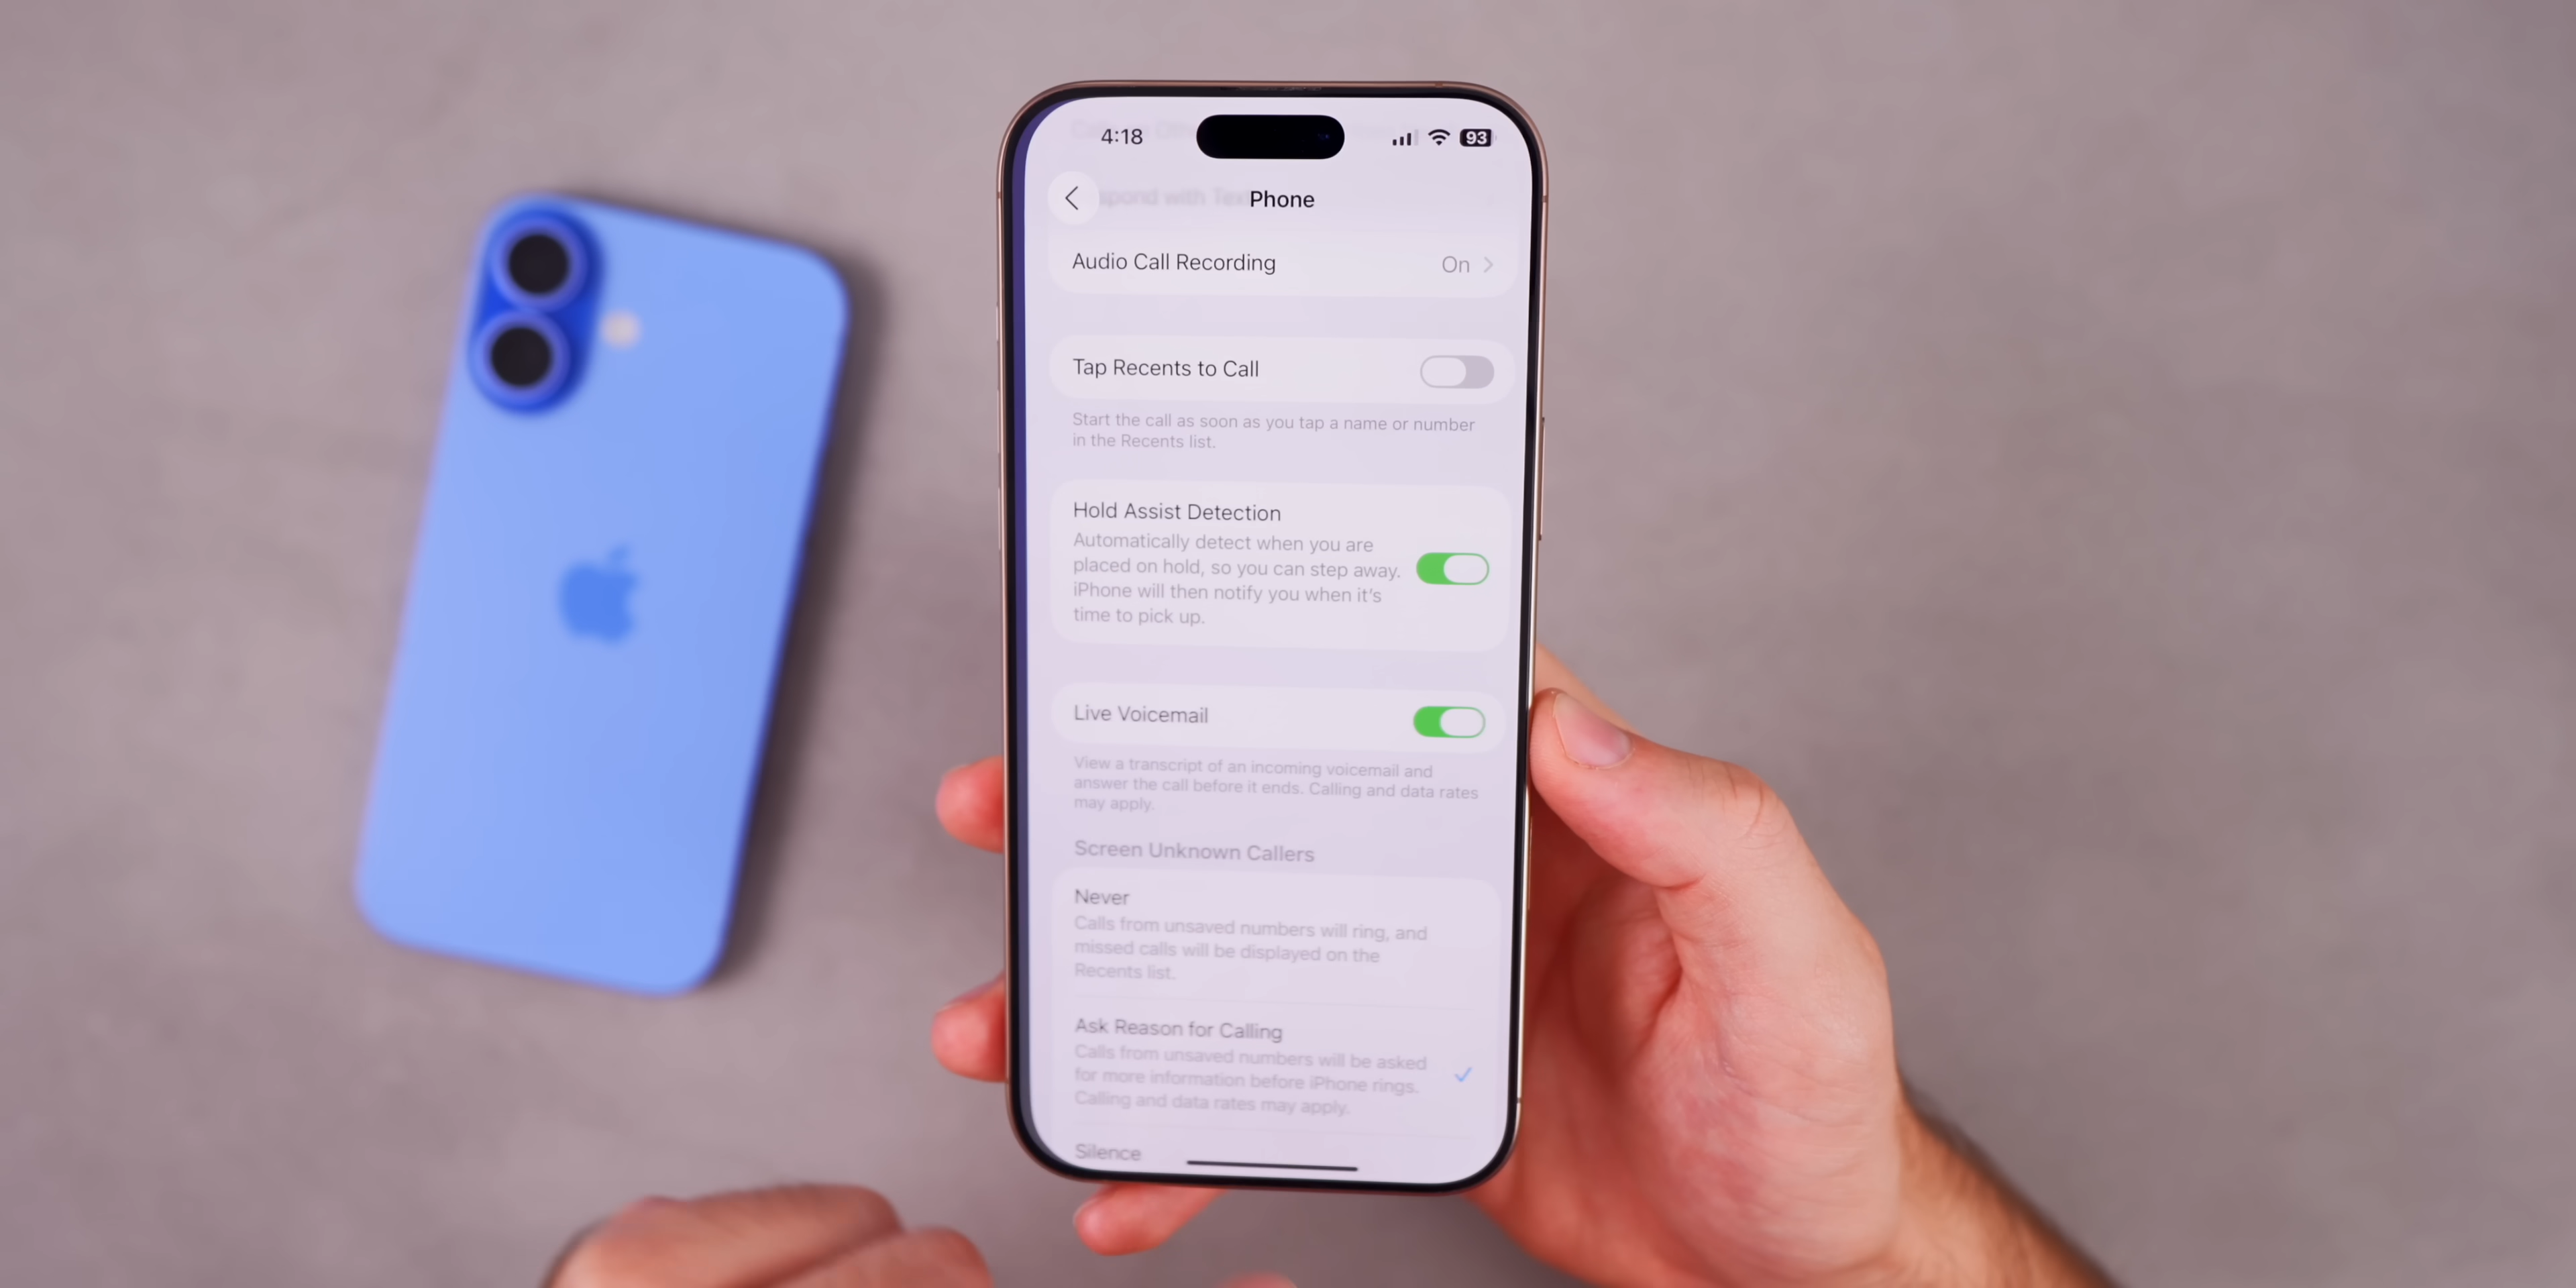 4:18
93
spond with Tex
Phone
Audio Call Recording On
Tap Recents to Call
Start the call as soon as you tap a name or number
in the Recents list.
Hold Assist Detection
Automatically detect when you are
placed on hold, so you can step away.
iPhone will then notify you when it's
time to pick up.
Live Voicemail
View a transcript of an incoming voicemail and
answer the call before it ends. Calling and data rates
may apply.
Screen Unknown Callers
Never
Calls from unsaved numbers will ring, and
missed calls will be displayed on the
Recents list.
Ask Reason for Calling
Calls from unsaved numbers will be asked
for more information before iPhone rings.
Calling and data rates may apply.
Silence